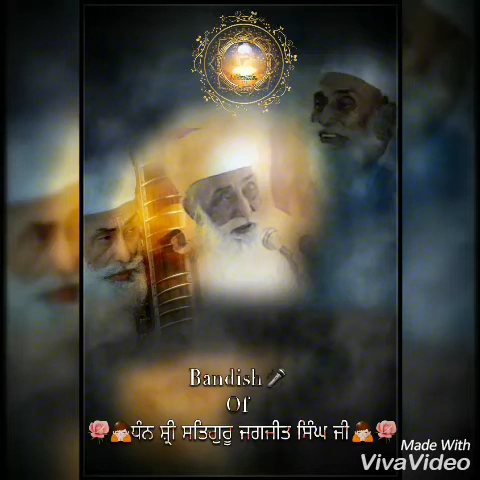 Bandish🎤
Of
🌹🙇ਧੰਨ ਸ਼੍ਰੀ ਸਤਿਗੁਰੂ ਜਗਜੀਤ ਸਿੰਘ ਜੀ🙇🌹
Made With
VivaVideo